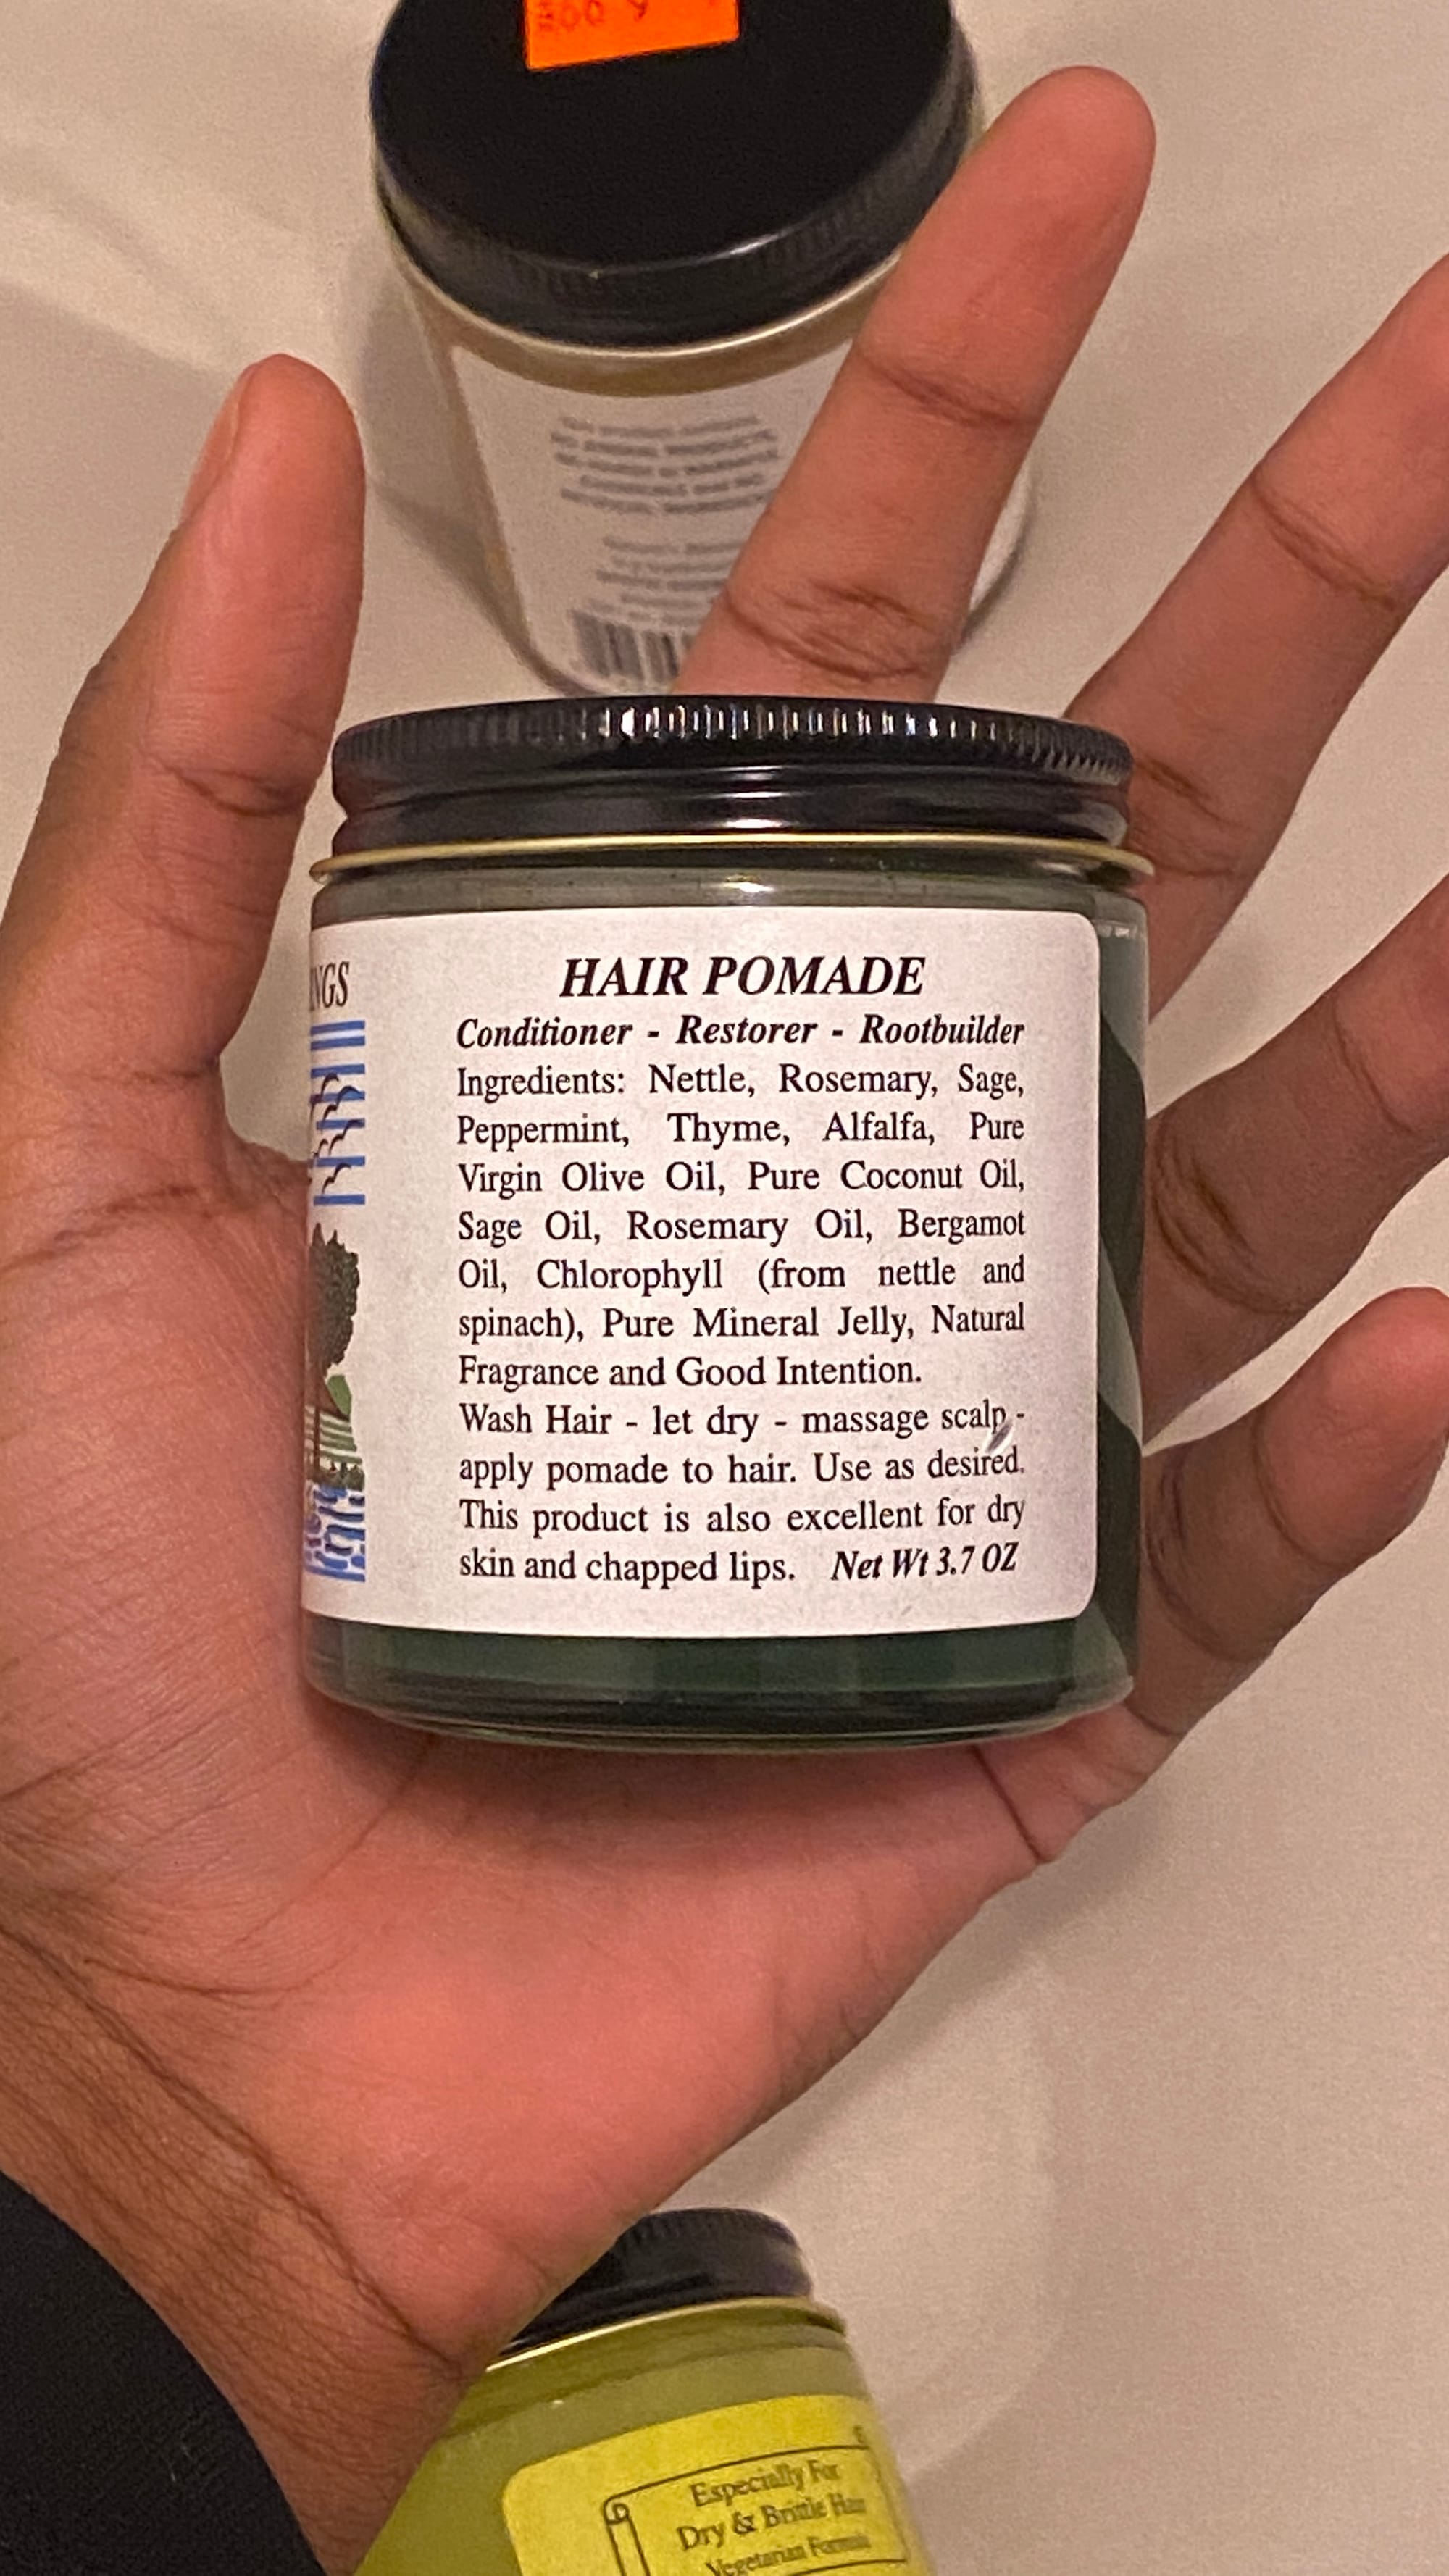 HAIR POMADE
Conditioner - Restorer - Rootbuilder
Ingredients: Nettle, Rosemary, Sage,
Peppermint, Thyme, Alfalfa, Pure
Virgin Olive Oil, Pure Coconut Oil,
Sage Oil, Rosemary Oil, Bergamot
Oil, Chlorophyll (from nettle and
spinach), Pure Mineral Jelly, Natural
Fragrance and Good Intention.
Wash Hair - let dry - massage scalp -
apply pomade to hair. Use as desired.
This product is also excellent for dry
skin and chapped lips. Net Wt 3.7 OZ
Especially For
Dry & Brittle Hair
Vegetarian Formula